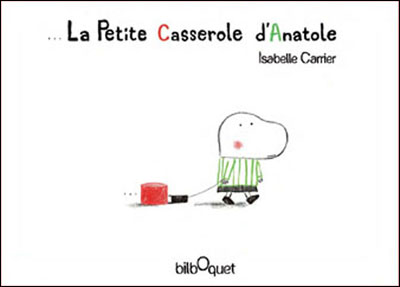 ... La Petite Casserole d'Anatole
Isabelle Carrier
...
bilbOquet